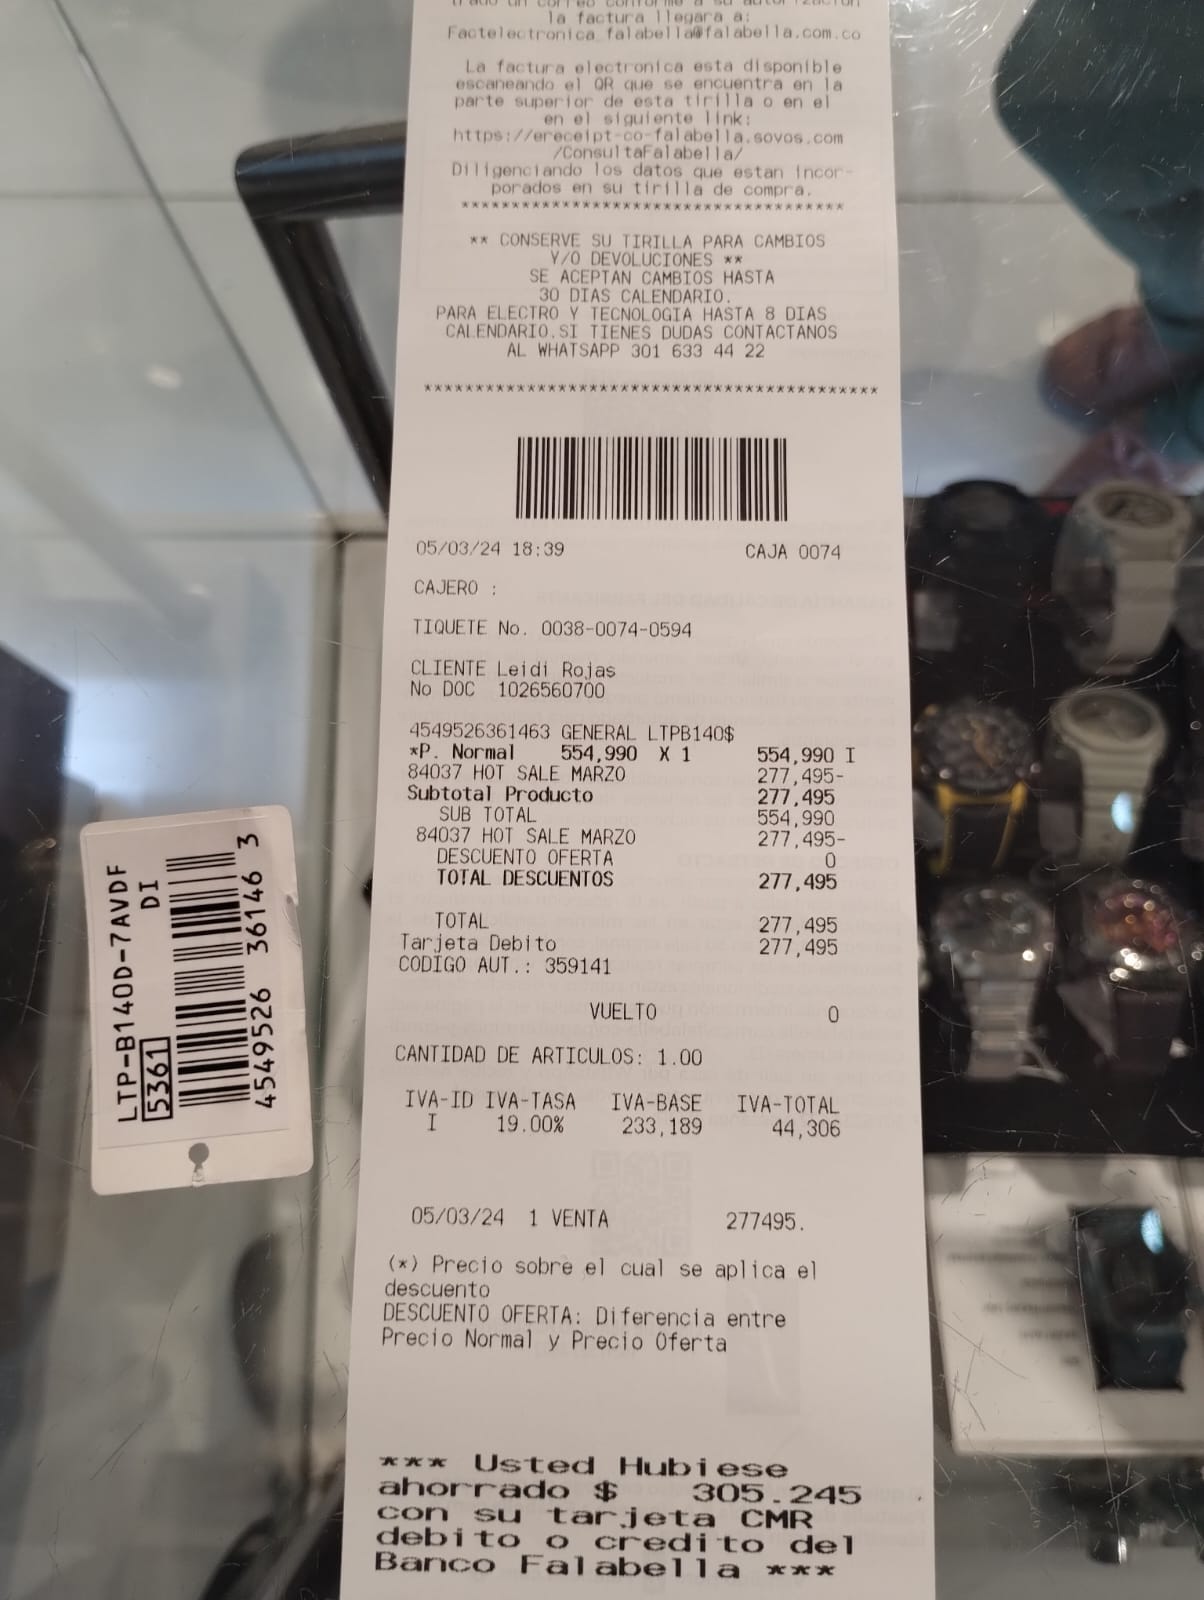 trado un correo conforme a su autorización
la factura llegara a:
Factelectronica_falabella@falabella.com.co
La factura electronica esta disponible
escaneando el QR que se encuentra en la
parte superior de esta tirilla o en el
en el siguiente link:
https://ereceipt-co-falabella.sovos.com
/ConsultaFalabella/
Diligenciando los datos que estan incor-
porados en su tirilla de compra.
****************************************
** CONSERVE SU TIRILLA PARA CAMBIOS
Y/O DEVOLUCIONES **
SE ACEPTAN CAMBIOS HASTA
30 DIAS CALENDARIO.
PARA ELECTRO Y TECNOLOGIA HASTA 8 DIAS
CALENDARIO.SI TIENES DUDAS CONTACTANOS
AL WHATSAPP 301 633 44 22
********************************************
05/03/24 18:39 CAJA 0074
CAJERO :
TIQUETE No. 0038-0074-0594
CLIENTE Leidi Rojas
No DOC 1026560700
4549526361463 GENERAL LTPB140$
*P. Normal 554,990 X 1 554,990 I
84037 HOT SALE MARZO 277,495-
Subtotal Producto 277,495
SUB TOTAL 554,990
84037 HOT SALE MARZO 277,495-
DESCUENTO OFERTA 0
TOTAL DESCUENTOS 277,495
TOTAL 277,495
Tarjeta Debito 277,495
CODIGO AUT.: 359141
VUELTO 0
CANTIDAD DE ARTICULOS: 1.00
IVA-ID IVA-TASA IVA-BASE IVA-TOTAL
I 19.00% 233,189 44,306
05/03/24 1 VENTA 277495.
(*) Precio sobre el cual se aplica el
descuento
DESCUENTO OFERTA: Diferencia entre
Precio Normal y Precio Oferta
*** Usted Hubiese
ahorrado $ 305.245
con su tarjeta CMR
debito o credito del
Banco Falabella ***
LTP-B140D-7AVDF
5361 DI
4549526 36146 3